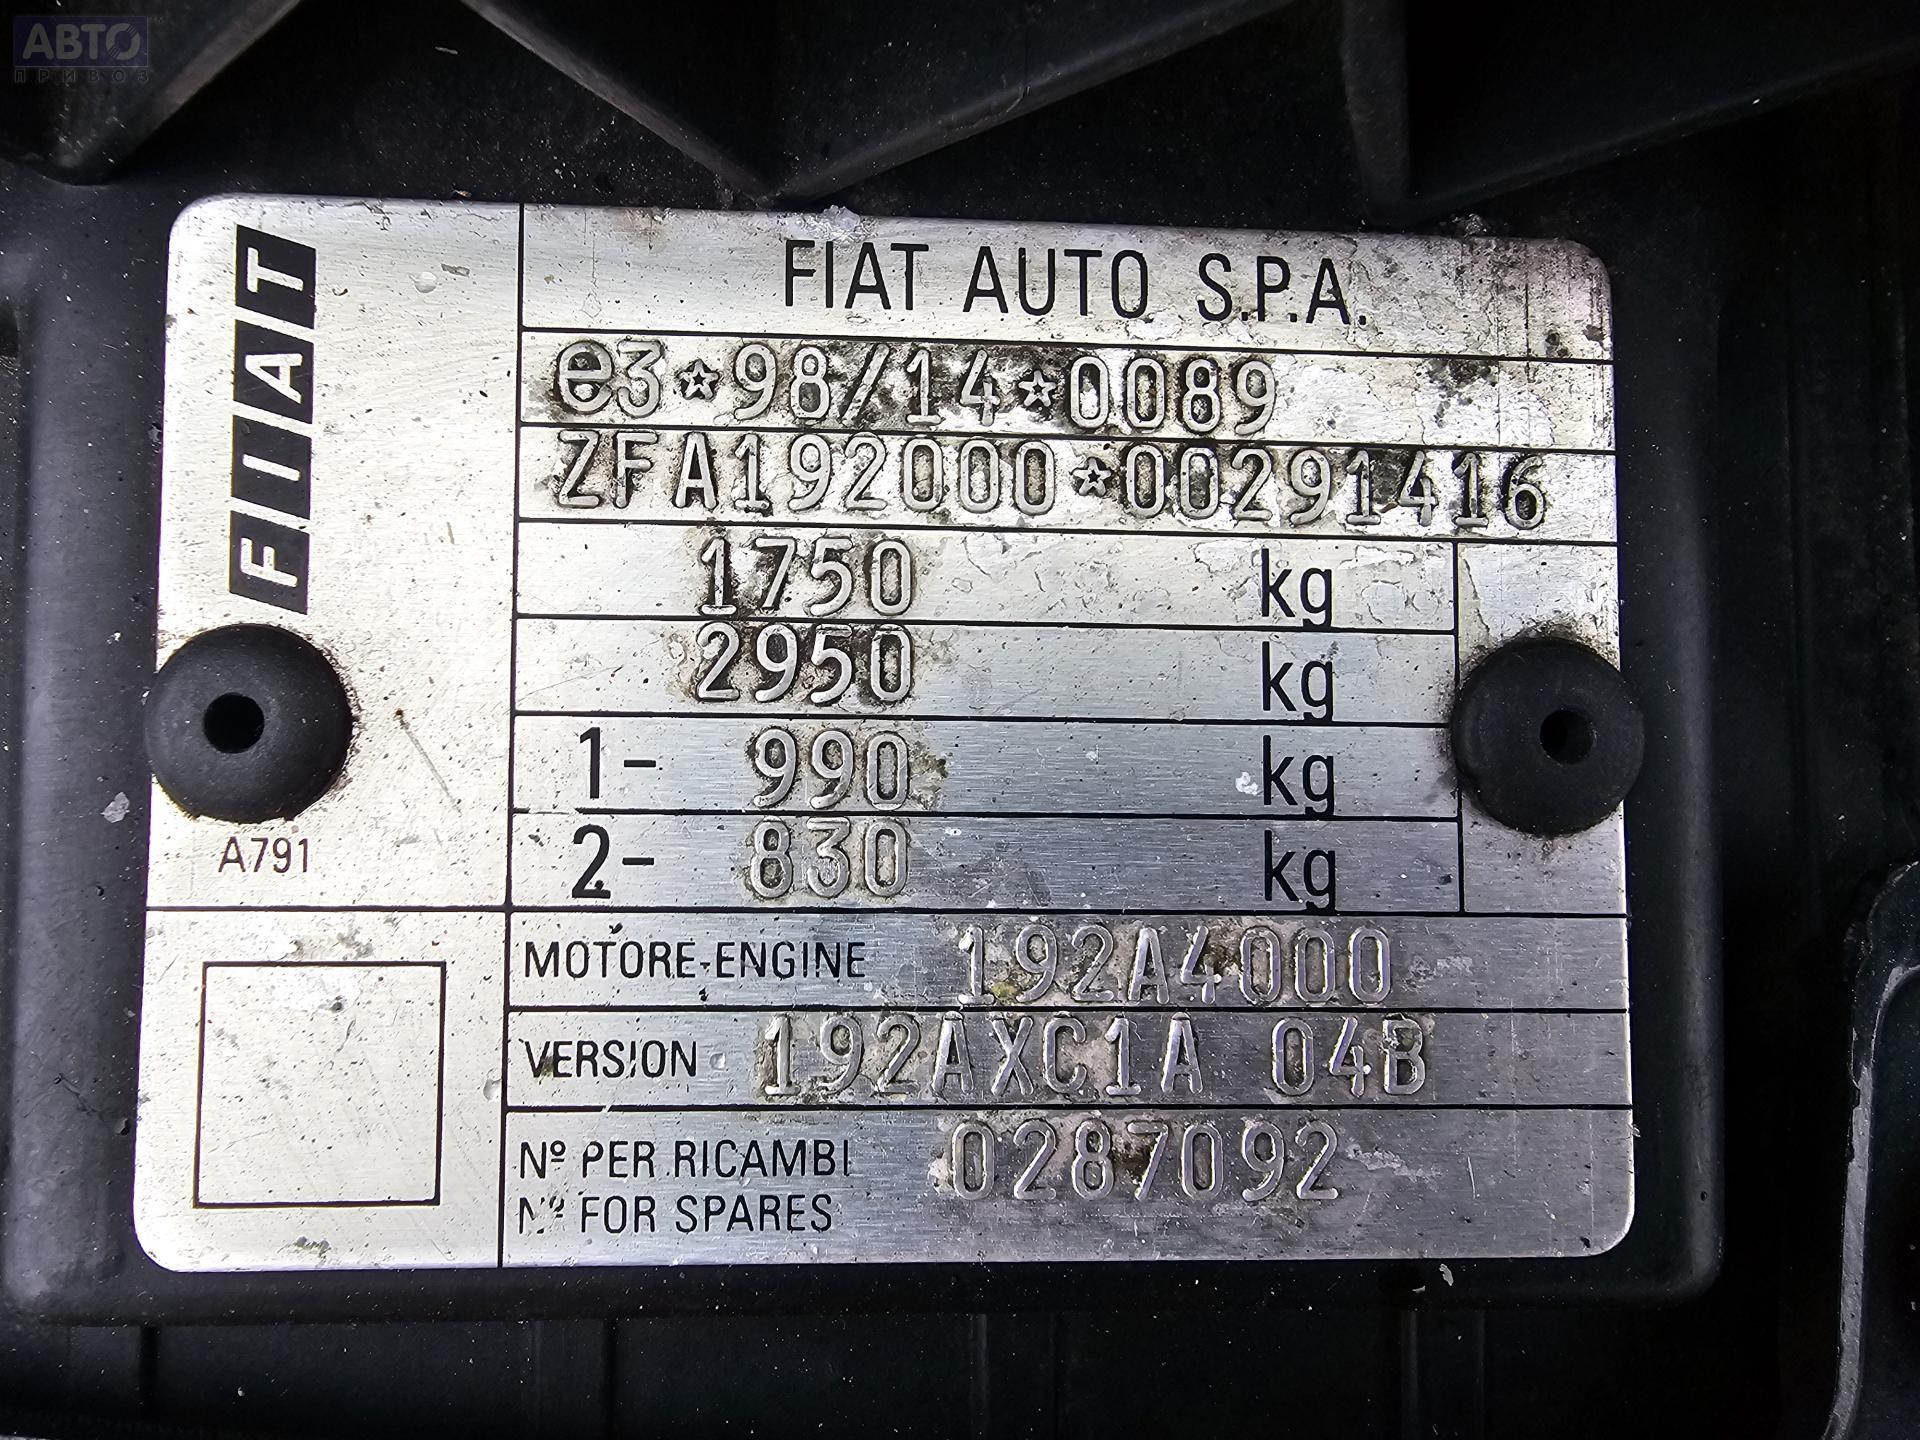 АВТО
ПРИВОЗ
FIAT
FIAT AUTO S.P.A.
e3*98/14*0089
ZFA192000*00291416
1750 kg
2950 kg
1- 990 kg
2- 830 kg
A791
MOTORE-ENGINE 192A4000
VERSION 192AXC1A 04B
Nº PER RICAMBI 0287092
Nº FOR SPARES